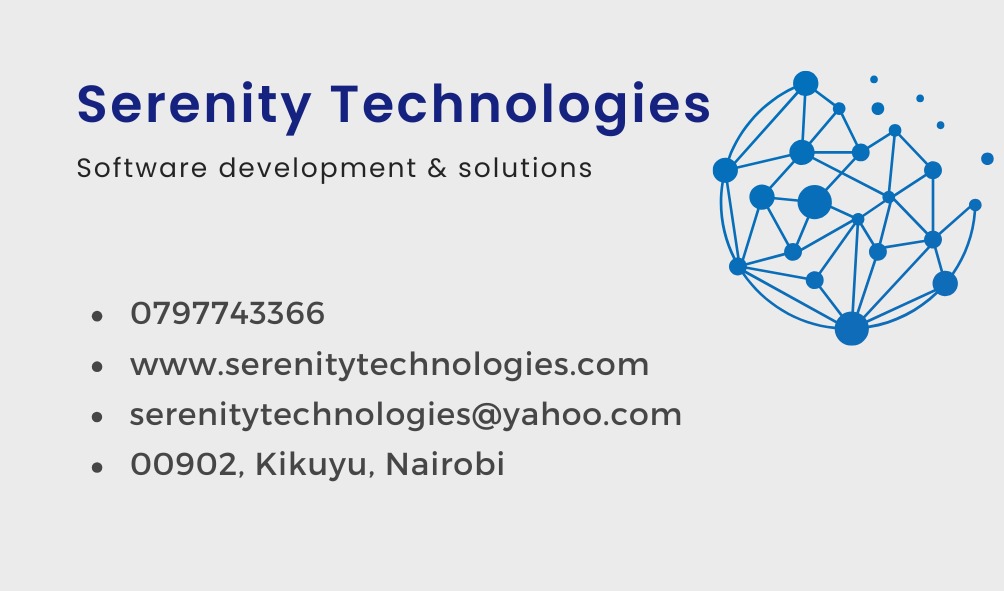 Serenity Technologies
Software development & solutions
0797743366
www.serenitytechnologies.com
serenitytechnologies@yahoo.com
00902, Kikuyu, Nairobi